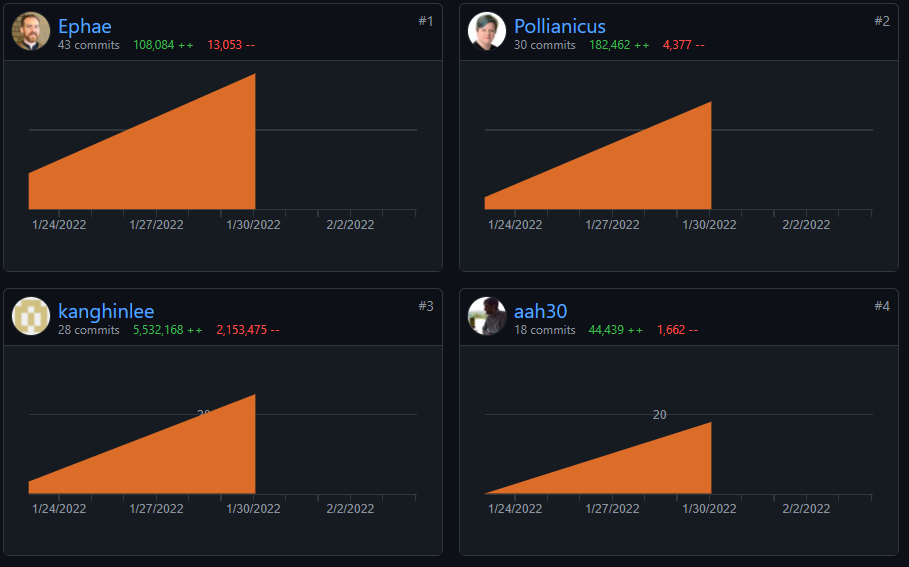 Ephae #1
43 commits 108,084 ++ 13,053 --
1/24/2022 1/27/2022 1/30/2022 2/2/2022
Pollianicus #2
30 commits 182,462 ++ 4,377 --
1/24/2022 1/27/2022 1/30/2022 2/2/2022
kanghinlee #3
28 commits 5,532,168 ++ 2,153,475 --
20
1/24/2022 1/27/2022 1/30/2022 2/2/2022
aah30 #4
18 commits 44,439 ++ 1,662 --
20
1/24/2022 1/27/2022 1/30/2022 2/2/2022